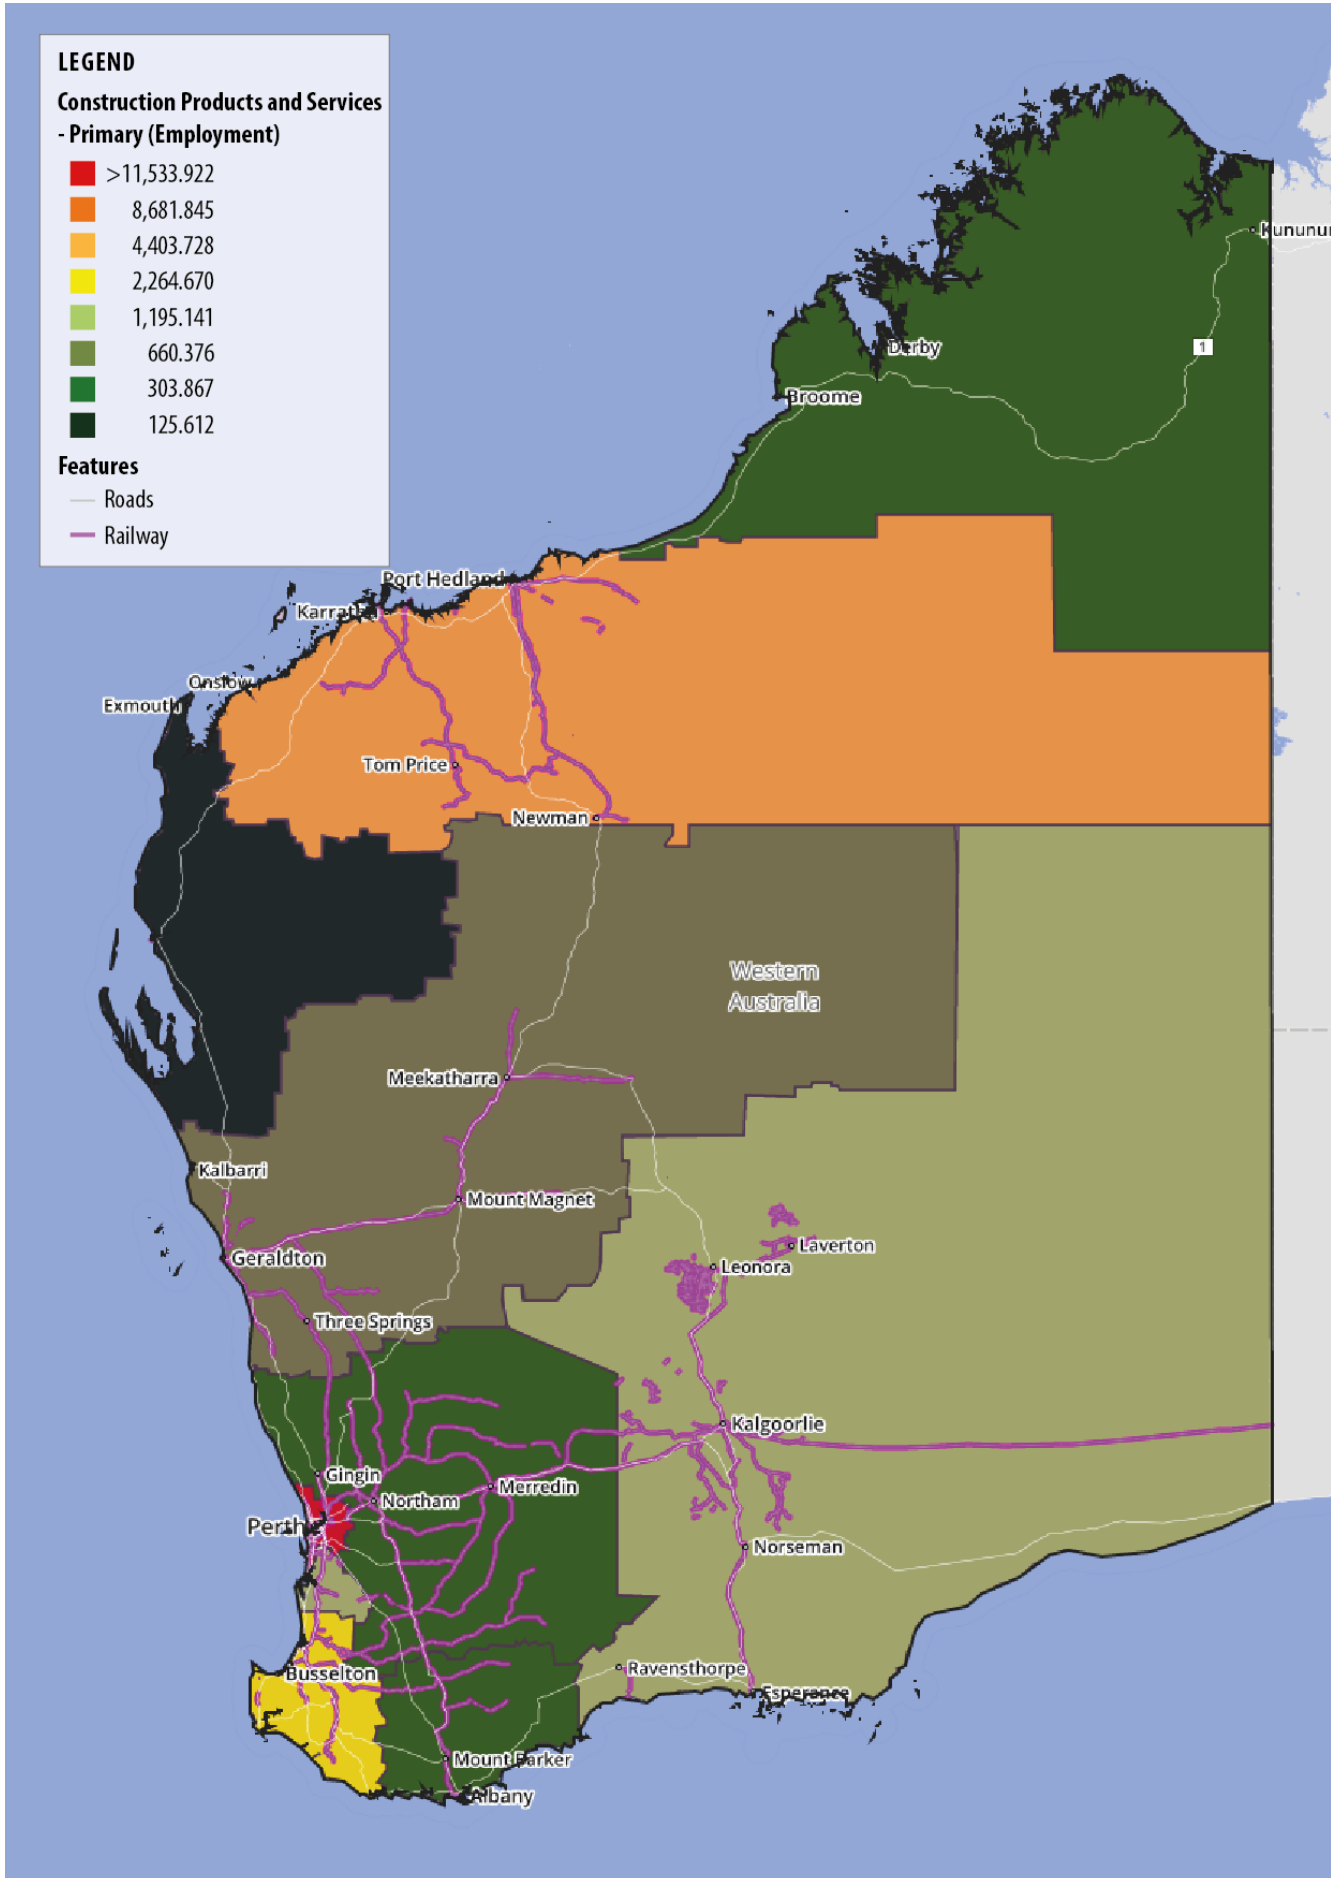 LEGEND
Construction Products and Services
- Primary (Employment)
>11,533.922
8,681.845
4,403.728
2,264.670
1,195.141
660.376
303.867
125.612
Features
Roads
Railway
Kununur
1
Derby
Broome
Port Hedland
Karratha
Onslow
Exmouth
Tom Price
Newman
Western
Australia
Meekatharra
Kalbarri
Mount Magnet
Laverton
Geraldton
Leonora
Three Springs
Kalgoorlie
Gingin
Merredin
Northam
Perth
Norseman
Ravensthorpe
Busselton
Esperance
Mount Barker
Albany